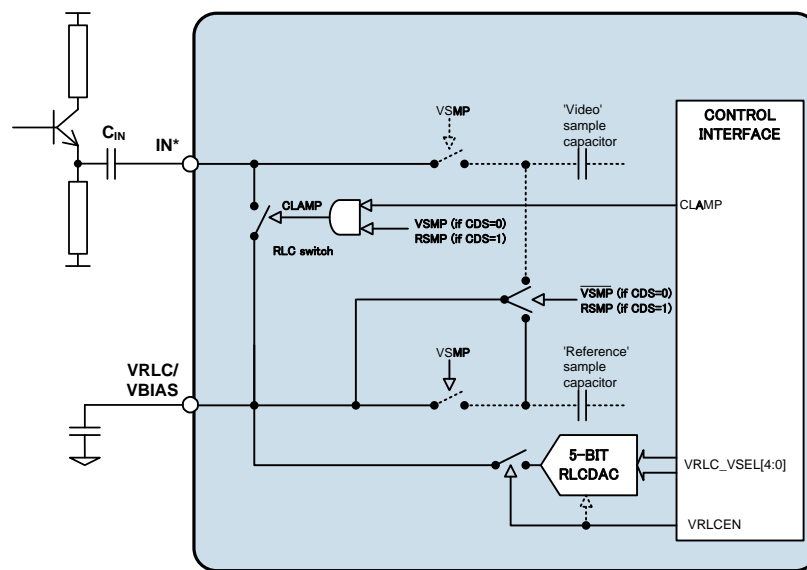 VSMP
'Video'
sample
capacitor
CONTROL
INTERFACE
CIN
IN*
CLAMP
CLAMP
VSMP (if CDS=0)
RSMP (if CDS=1)
RLC switch
VSMP (if CDS=0)
RSMP (if CDS=1)
VRLC/
VBIAS
VSMP
'Reference'
sample
capacitor
5-BIT
RLCDAC
VRLC_VSEL[4:0]
VRLCEN